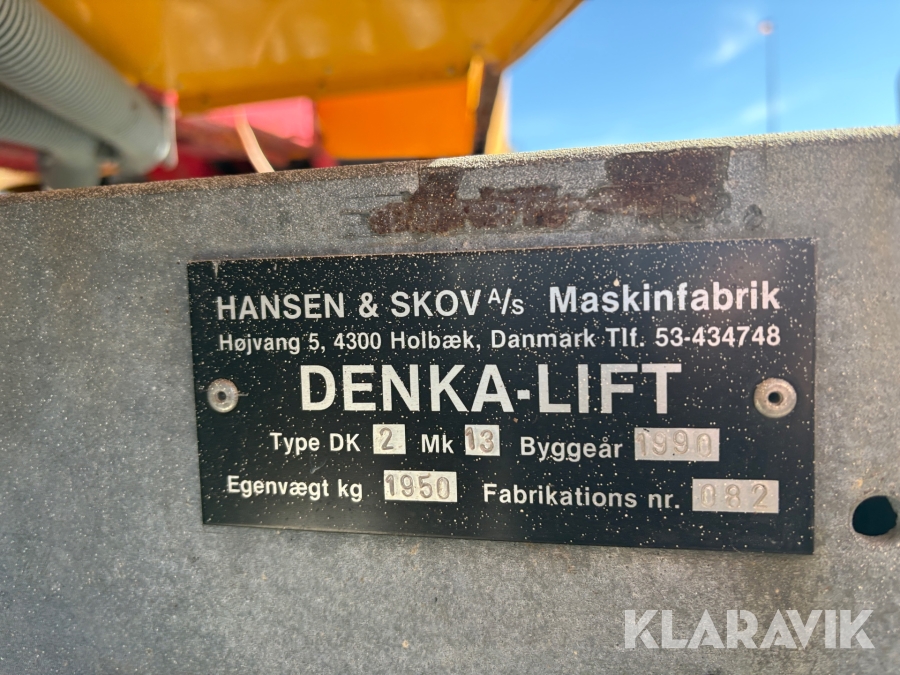 HANSEN & SKOV A/S Maskinfabrik
Højvang 5, 4300 Holbæk, Danmark Tlf. 53-434748
DENKA-LIFT
Type DK 2 Mk 13 Byggeår 1990
Egenvægt kg 1950 Fabrikations nr. 082
KLARAVIK